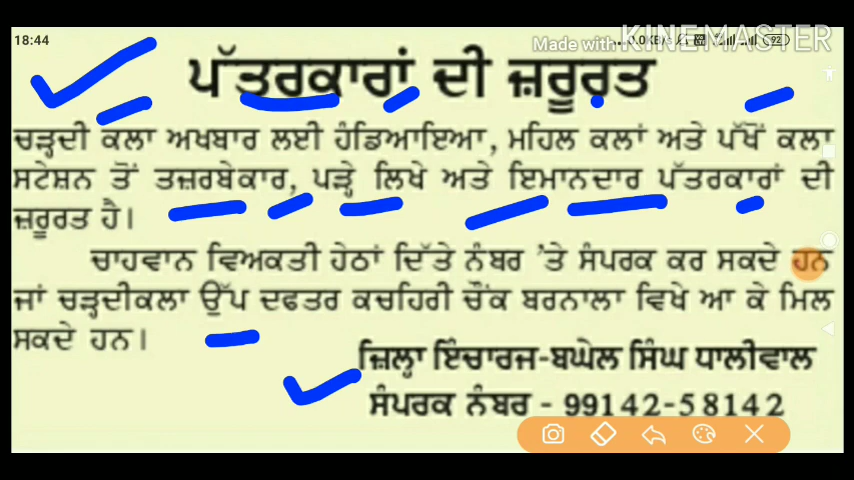 18:44
Made with KINEMASTER
ਪੱਤਰਕਾਰਾਂ ਦੀ ਜ਼ਰੂਰਤ
ਚੜ੍ਹਦੀ ਕਲਾ ਅਖਬਾਰ ਲਈ ਹੰਡਿਆਇਆ, ਮਹਿਲ ਕਲਾਂ ਅਤੇ ਪੱਖੋਂ ਕਲਾ
ਸਟੇਸ਼ਨ ਤੋਂ ਤਜ਼ਰਬੇਕਾਰ, ਪੜ੍ਹੇ ਲਿਖੇ ਅਤੇ ਇਮਾਨਦਾਰ ਪੱਤਰਕਾਰਾਂ ਦੀ
ਜ਼ਰੂਰਤ ਹੈ।
ਚਾਹਵਾਨ ਵਿਅਕਤੀ ਹੇਠਾਂ ਦਿੱਤੇ ਨੰਬਰ 'ਤੇ ਸੰਪਰਕ ਕਰ ਸਕਦੇ ਹਨ
ਜਾਂ ਚੜ੍ਹਦੀਕਲਾ ਉੱਪ ਦਫਤਰ ਕਚਹਿਰੀ ਚੌਂਕ ਬਰਨਾਲਾ ਵਿਖੇ ਆ ਕੇ ਮਿਲ
ਸਕਦੇ ਹਨ।
ਜ਼ਿਲ੍ਹਾ ਇੰਚਾਰਜ-ਬਘੇਲ ਸਿੰਘ ਧਾਲੀਵਾਲ
ਸੰਪਰਕ ਨੰਬਰ - 99142-58142